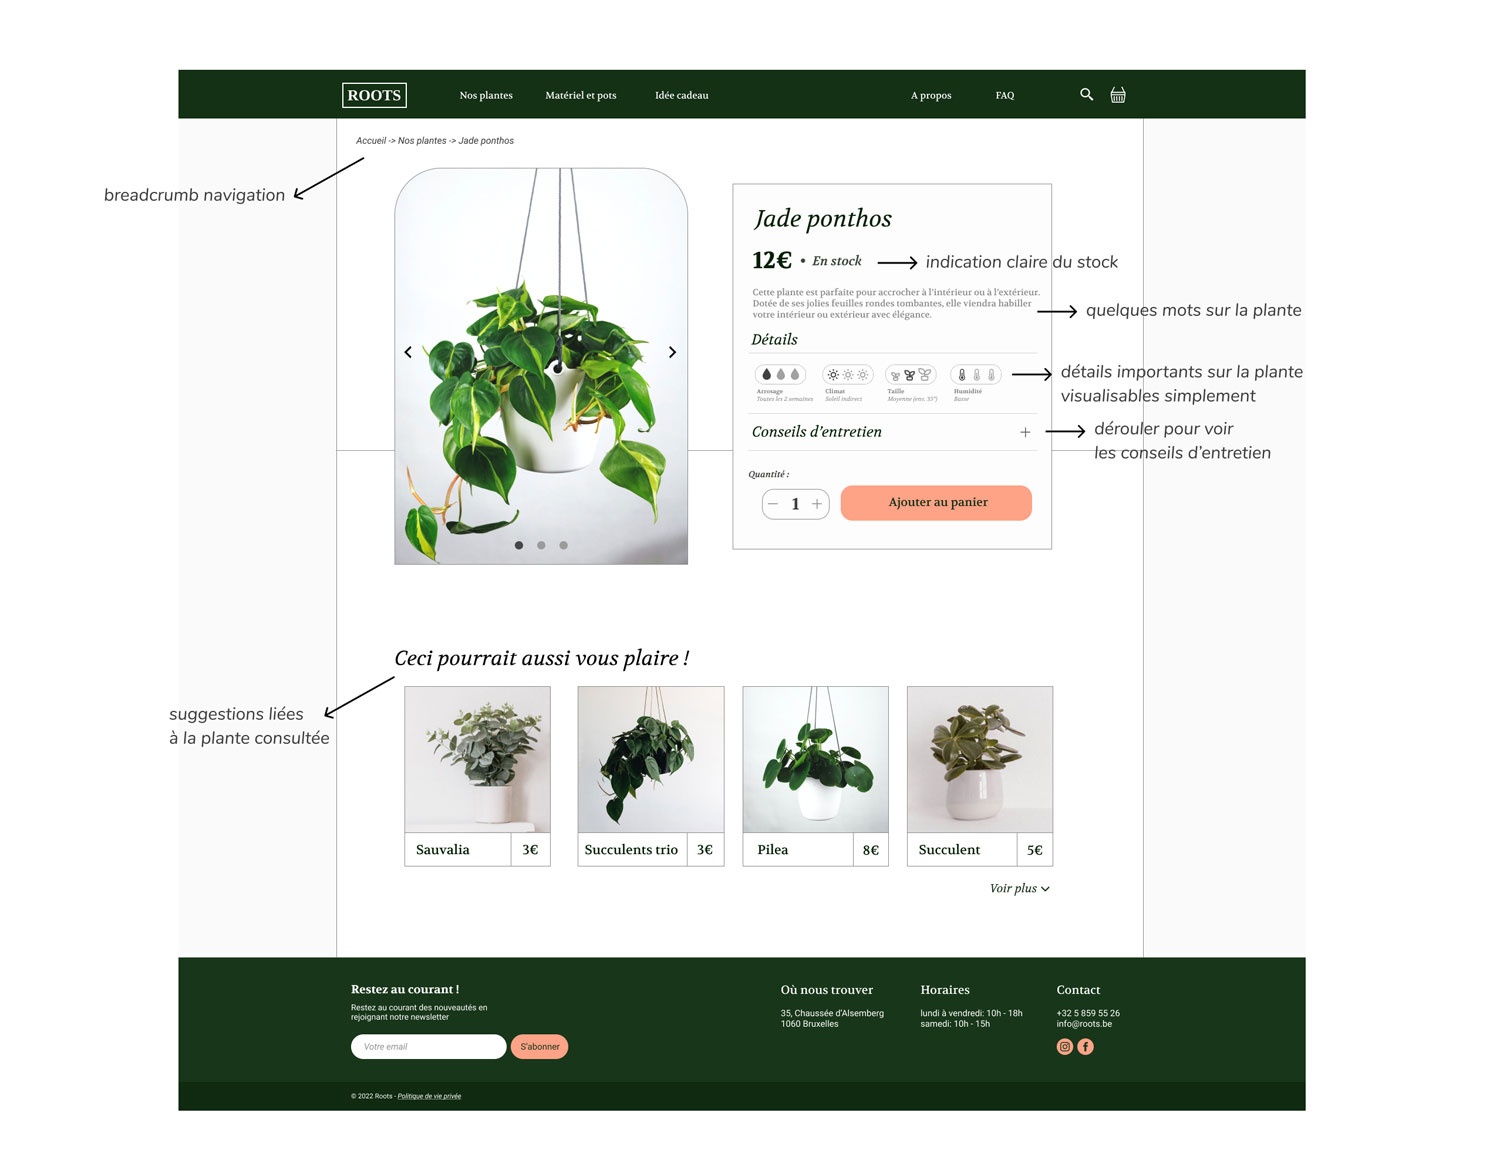 ROOTS
Nos plantes
Matériel et pots
Idée cadeau
A propos
FAQ
Accueil -> Nos plantes -> Jade ponthos
breadcrumb navigation
Jade ponthos
12€ • En stock
indication claire du stock
Cette plante est parfaite pour accrocher à l'intérieur ou à l'extérieur.
Dotée de ses jolies feuilles rondes tombantes, elle viendra habiller
votre intérieur ou extérieur avec élégance.
quelques mots sur la plante
Détails
Arrosage
Toutes les 2 semaines
Climat
Soleil indirect
Taille
Moyenne (env. 35")
Humidité
Basse
détails importants sur la plante
visualisables simplement
Conseils d'entretien +
dérouler pour voir
les conseils d'entretien
Quantité :
− 1 +
Ajouter au panier
Ceci pourrait aussi vous plaire !
suggestions liées
à la plante consultée
Sauvalia 3€
Succulents trio 3€
Pilea 8€
Succulent 5€
Voir plus
Restez au courant !
Restez au courant des nouveautés en
rejoignant notre newsletter
Votre email
S'abonner
Où nous trouver
35, Chaussée d'Alsemberg
1060 Bruxelles
Horaires
lundi à vendredi: 10h - 18h
samedi: 10h - 15h
Contact
+32 5 859 55 26
info@roots.be
© 2022 Roots - Politique de vie privée